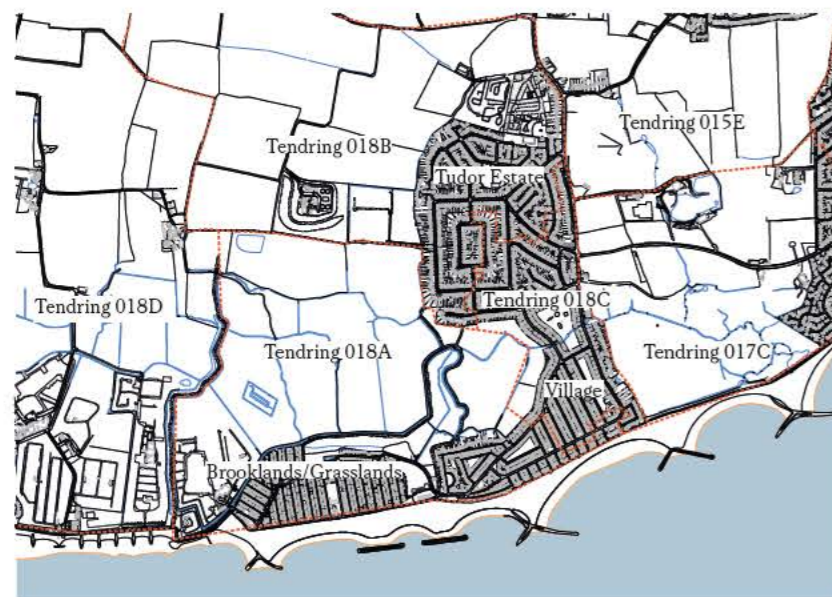 Tendring 015E
Tendring 018B
Tudor Estate
Tendring 018D
Tendring 018C
Tendring 018A
Tendring 017C
Village
Brooklands/Grasslands